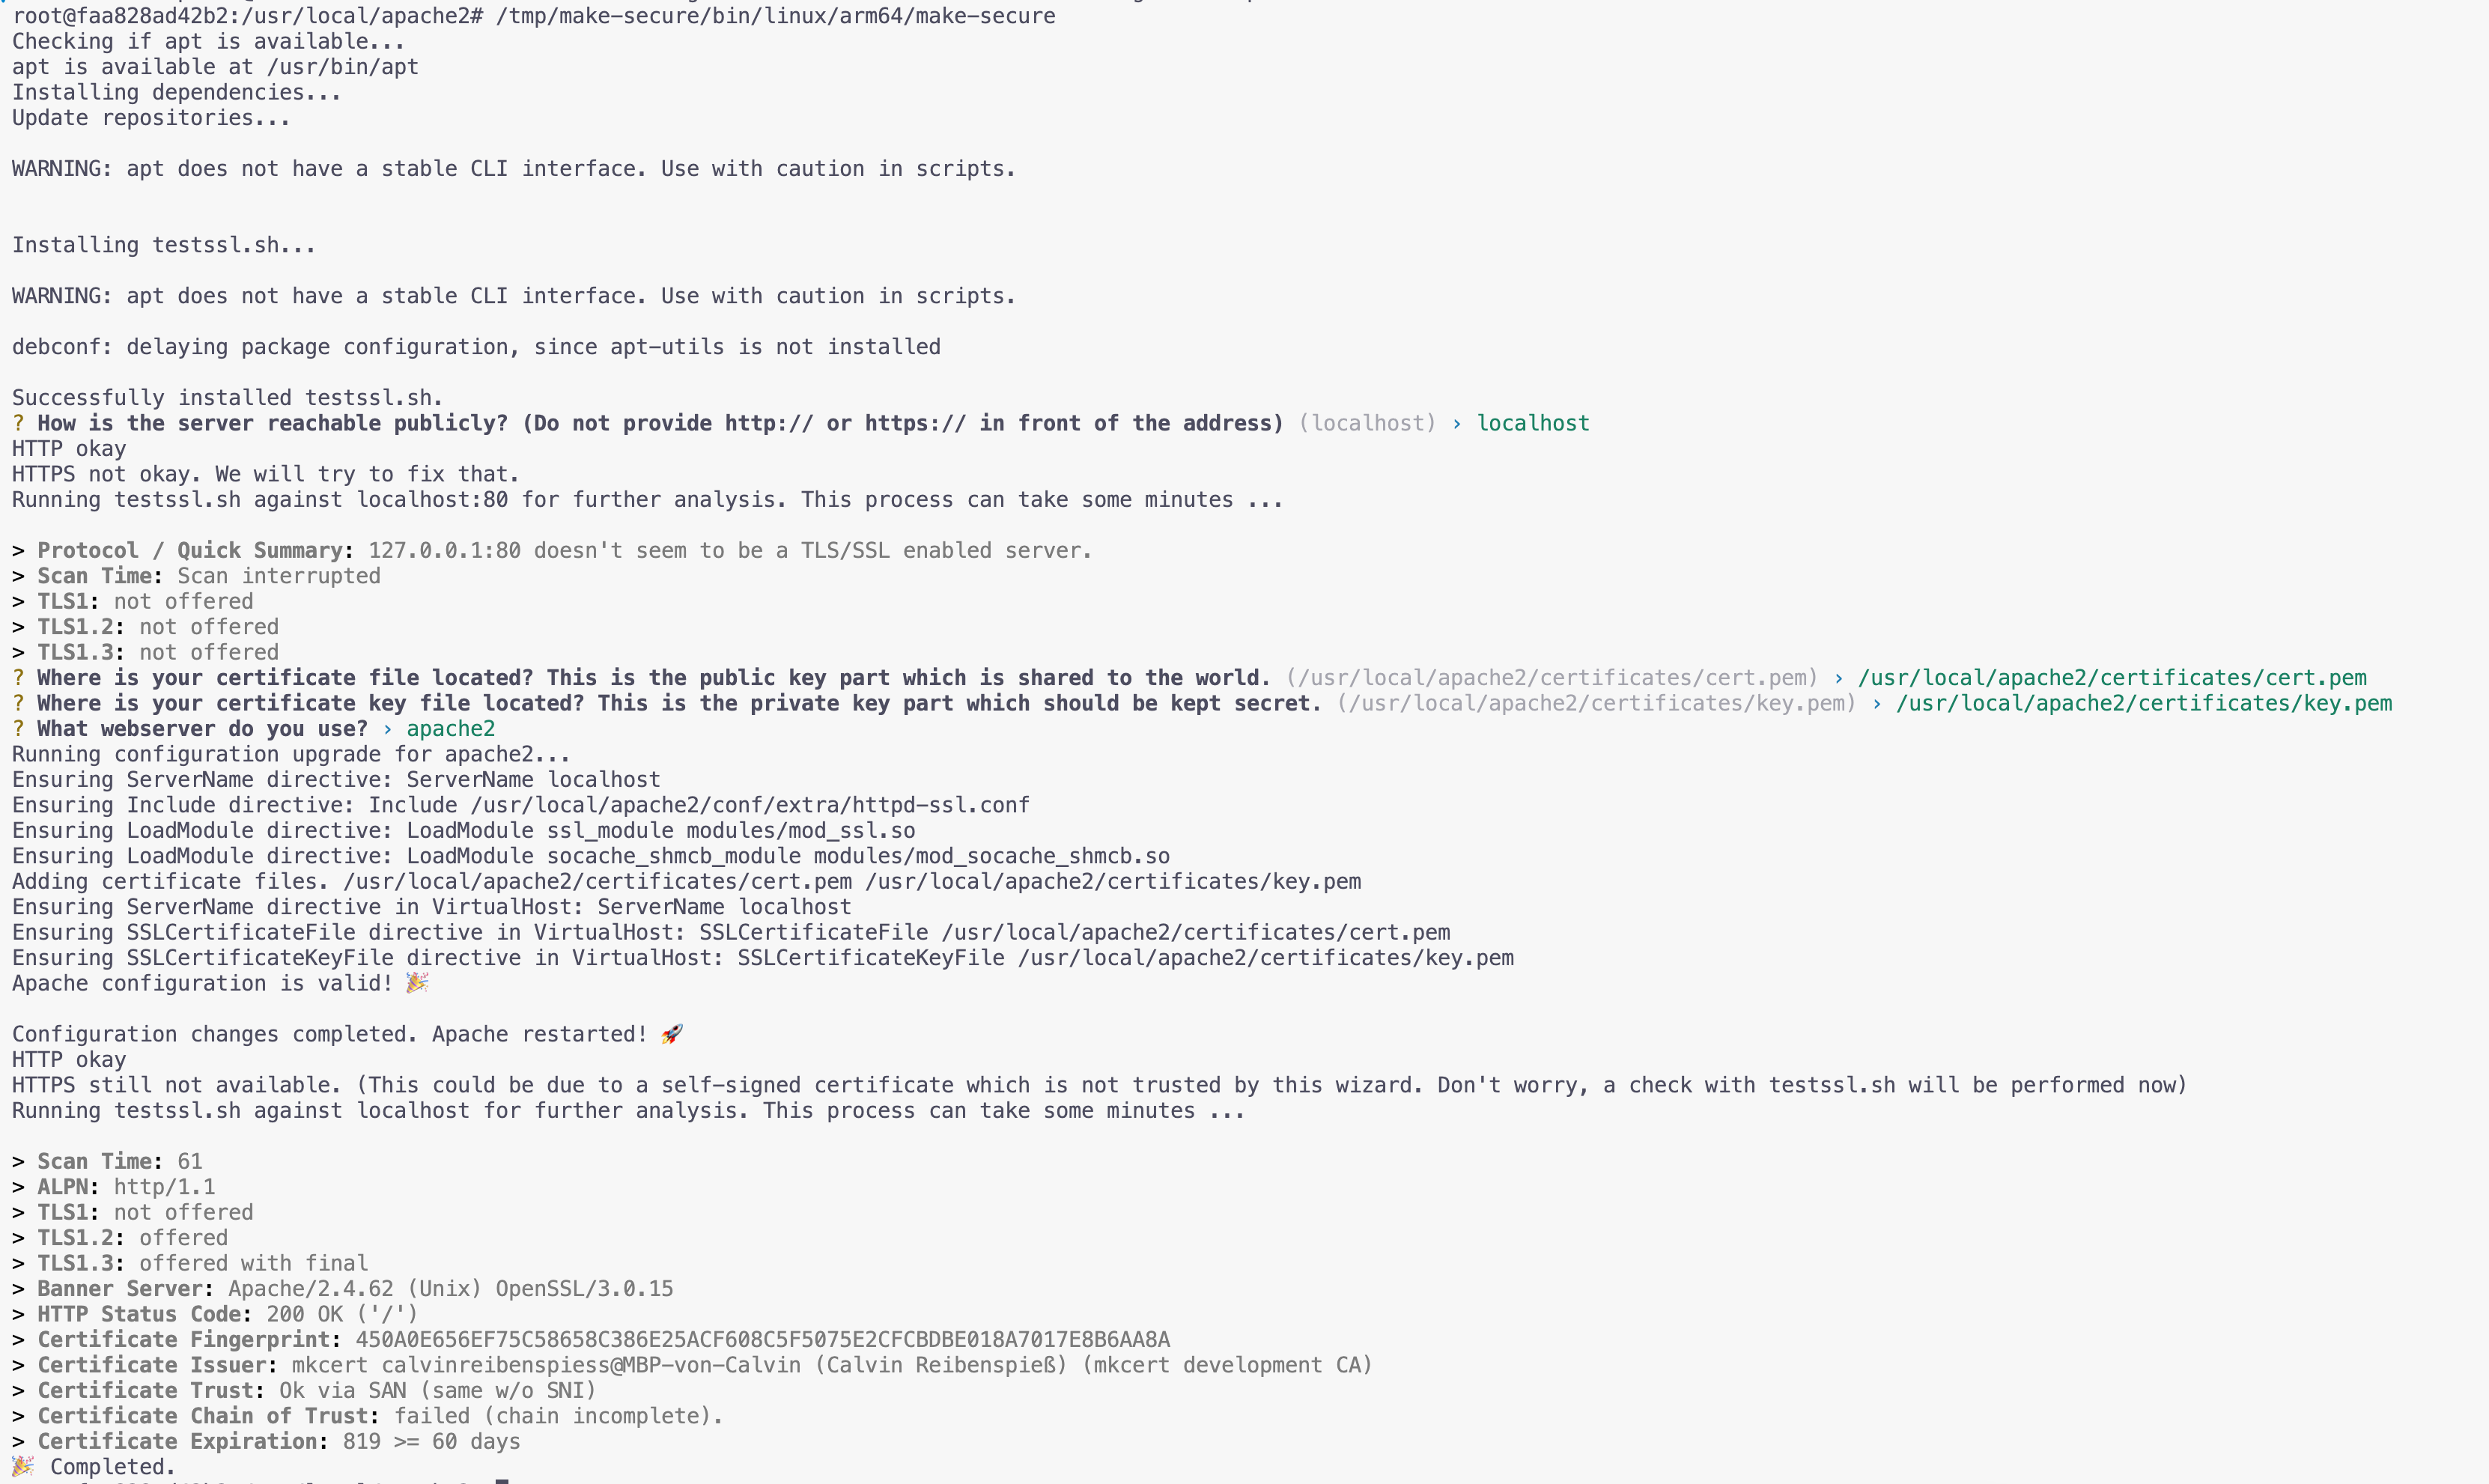 root@faa828ad42b2:/usr/local/apache2# /tmp/make-secure/bin/linux/arm64/make-secure
Checking if apt is available...
apt is available at /usr/bin/apt
Installing dependencies...
Update repositories...
WARNING: apt does not have a stable CLI interface. Use with caution in scripts.
Installing testssl.sh...
WARNING: apt does not have a stable CLI interface. Use with caution in scripts.
debconf: delaying package configuration, since apt-utils is not installed
Successfully installed testssl.sh.
? How is the server reachable publicly? (Do not provide http:// or https:// in front of the address) (localhost) › localhost
HTTP okay
HTTPS not okay. We will try to fix that.
Running testssl.sh against localhost:80 for further analysis. This process can take some minutes ...
> Protocol / Quick Summary: 127.0.0.1:80 doesn't seem to be a TLS/SSL enabled server.
> Scan Time: Scan interrupted
> TLS1: not offered
> TLS1.2: not offered
> TLS1.3: not offered
? Where is your certificate file located? This is the public key part which is shared to the world. (/usr/local/apache2/certificates/cert.pem) › /usr/local/apache2/certificates/cert.pem
? Where is your certificate key file located? This is the private key part which should be kept secret. (/usr/local/apache2/certificates/key.pem) › /usr/local/apache2/certificates/key.pem
? What webserver do you use? › apache2
Running configuration upgrade for apache2...
Ensuring ServerName directive: ServerName localhost
Ensuring Include directive: Include /usr/local/apache2/conf/extra/httpd-ssl.conf
Ensuring LoadModule directive: LoadModule ssl_module modules/mod_ssl.so
Ensuring LoadModule directive: LoadModule socache_shmcb_module modules/mod_socache_shmcb.so
Adding certificate files. /usr/local/apache2/certificates/cert.pem /usr/local/apache2/certificates/key.pem
Ensuring ServerName directive in VirtualHost: ServerName localhost
Ensuring SSLCertificateFile directive in VirtualHost: SSLCertificateFile /usr/local/apache2/certificates/cert.pem
Ensuring SSLCertificateKeyFile directive in VirtualHost: SSLCertificateKeyFile /usr/local/apache2/certificates/key.pem
Apache configuration is valid! 🎉
Configuration changes completed. Apache restarted! 🚀
HTTP okay
HTTPS still not available. (This could be due to a self-signed certificate which is not trusted by this wizard. Don't worry, a check with testssl.sh will be performed now)
Running testssl.sh against localhost for further analysis. This process can take some minutes ...
> Scan Time: 61
> ALPN: http/1.1
> TLS1: not offered
> TLS1.2: offered
> TLS1.3: offered with final
> Banner Server: Apache/2.4.62 (Unix) OpenSSL/3.0.15
> HTTP Status Code: 200 OK ('/')
> Certificate Fingerprint: 450A0E656EF75C58658C386E25ACF608C5F5075E2CFCBDBE018A7017E8B6AA8A
> Certificate Issuer: mkcert calvinreibenspiess@MBP-von-Calvin (Calvin Reibenspieß) (mkcert development CA)
> Certificate Trust: Ok via SAN (same w/o SNI)
> Certificate Chain of Trust: failed (chain incomplete).
> Certificate Expiration: 819 >= 60 days
🎉 Completed.